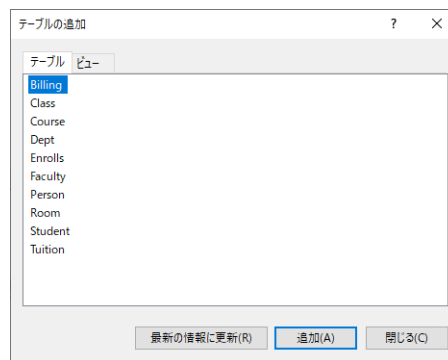 テーブルの追加
テーブル ビュー
Billing
Class
Course
Dept
Enrolls
Faculty
Person
Room
Student
Tuition
最新の情報に更新(R) 追加(A) 閉じる(C)